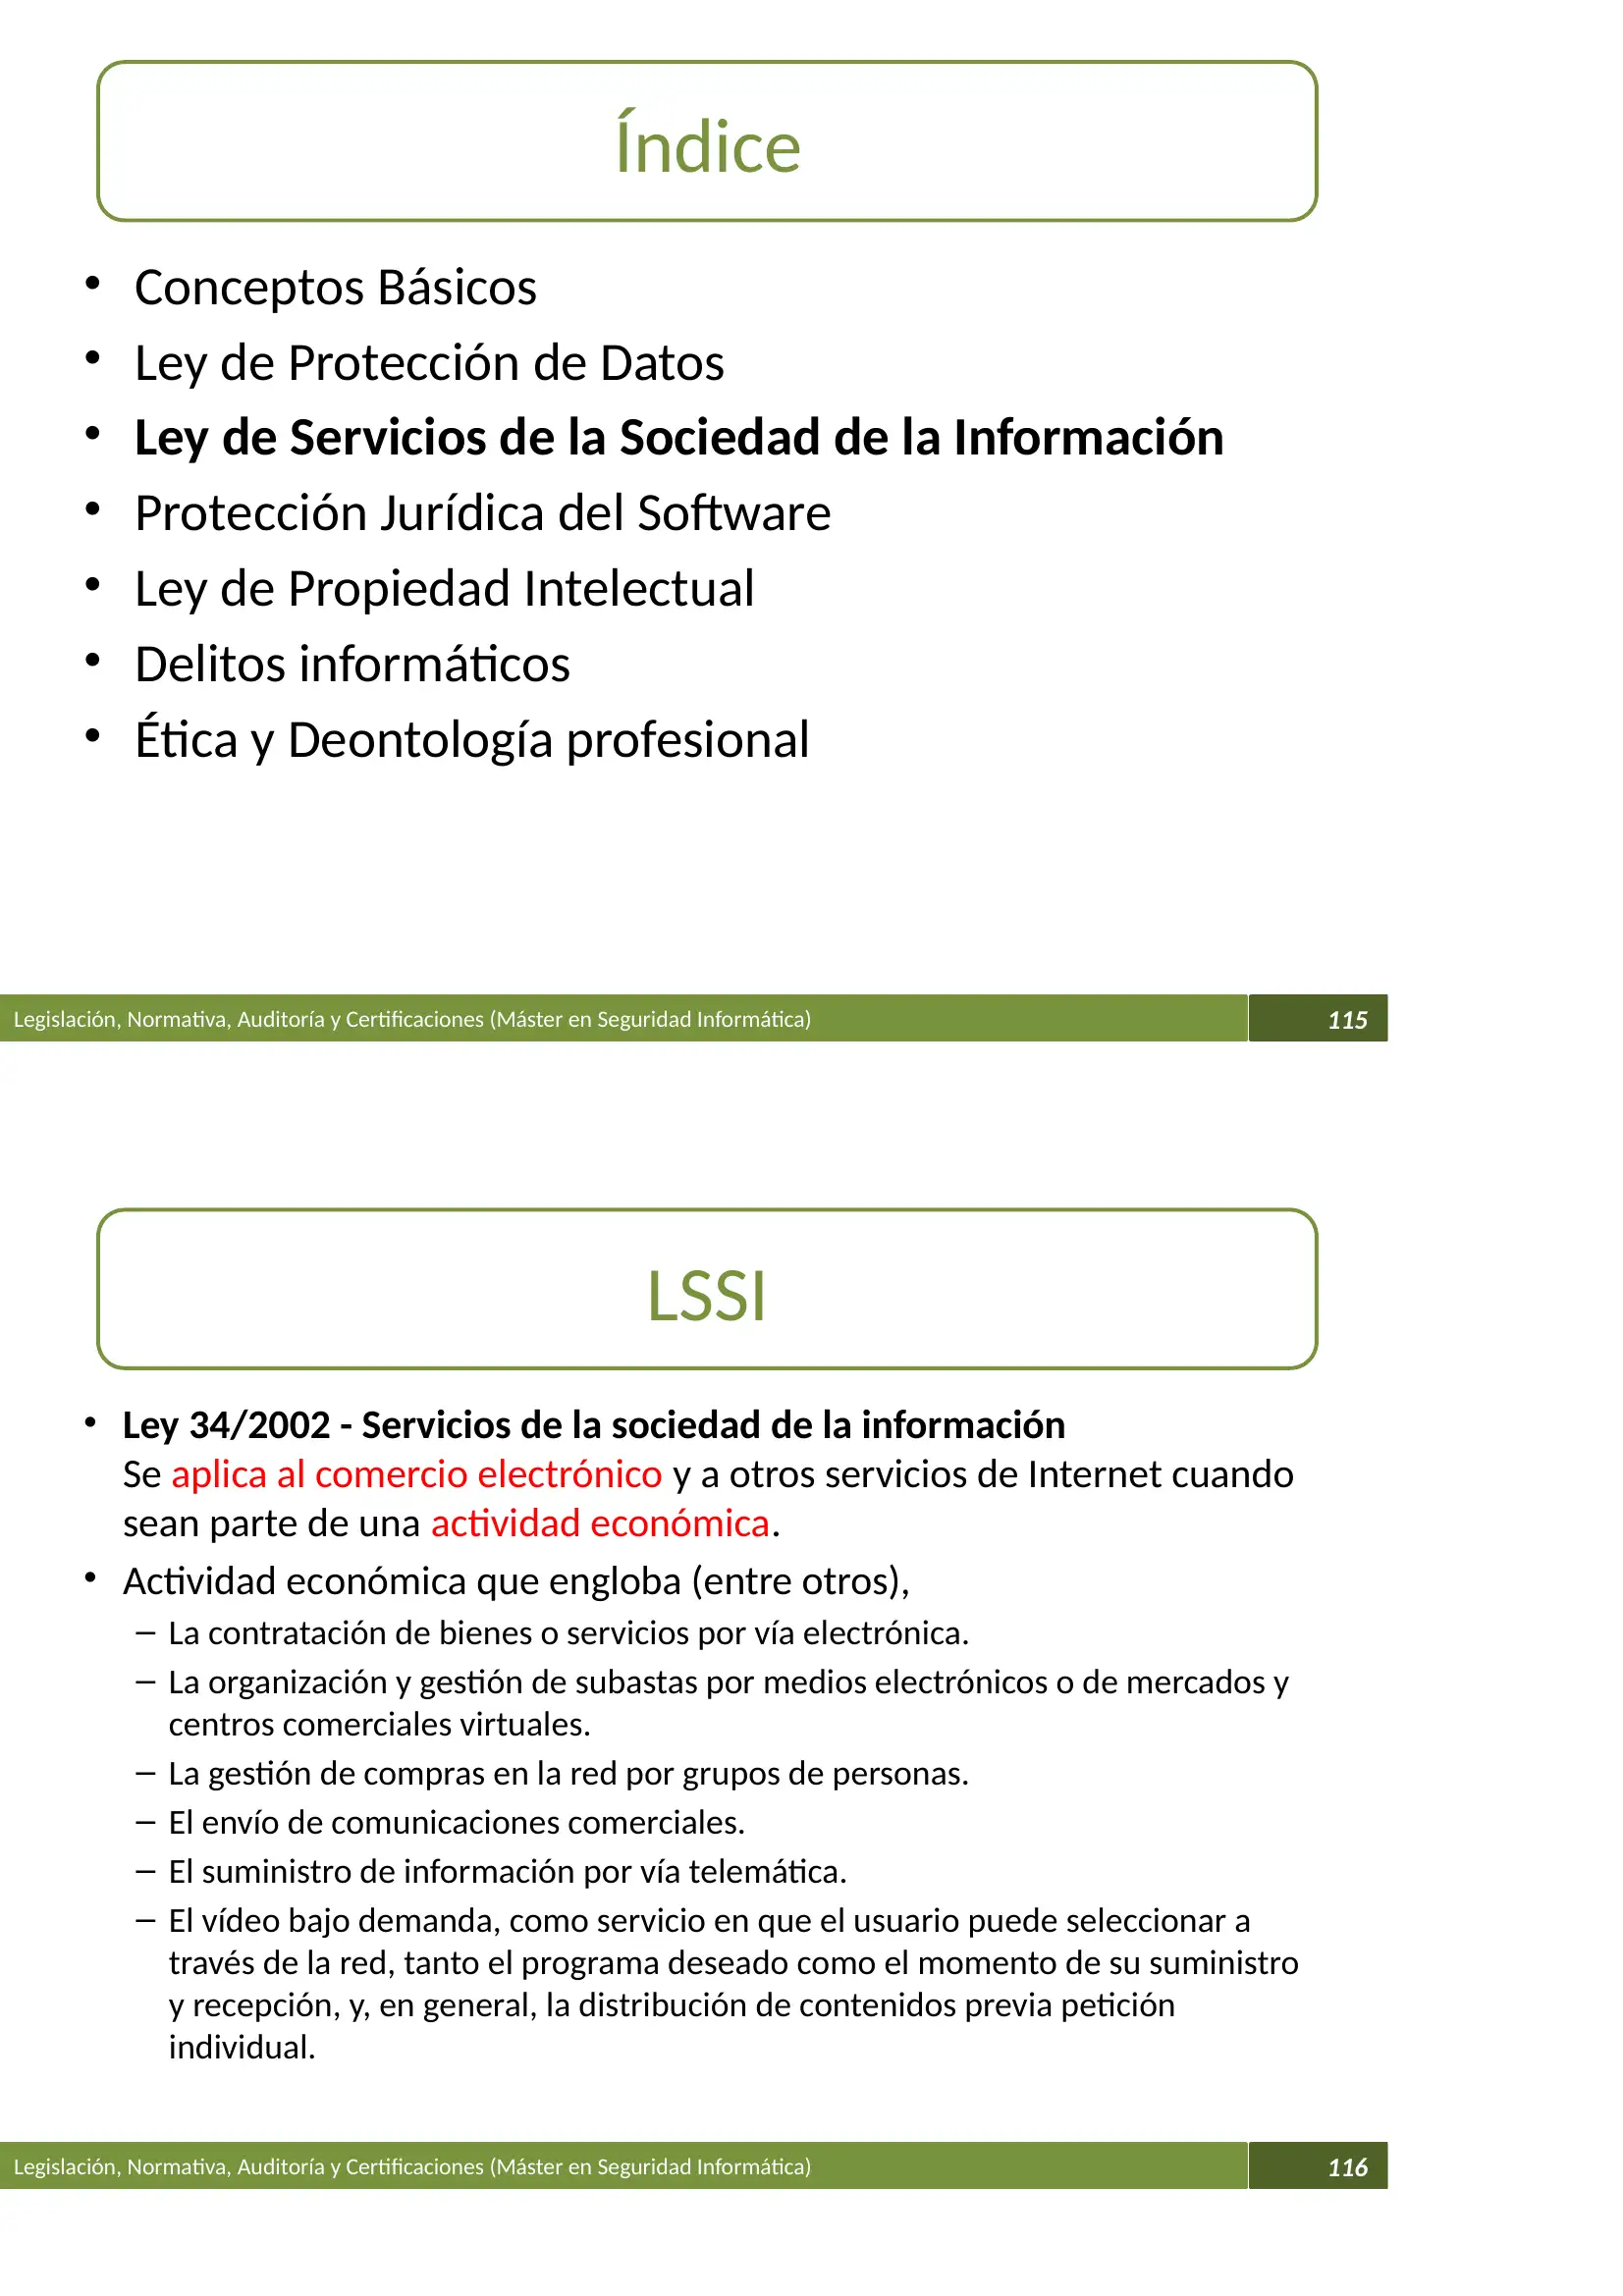 Índice
• Conceptos Básicos
• Ley de Protección de Datos
• Ley de Servicios de la Sociedad de la Información
• Protección Jurídica del Software
• Ley de Propiedad Intelectual
• Delitos informáticos
• Ética y Deontología profesional
Legislación, Normativa, Auditoría y Certificaciones (Máster en Seguridad Informática) 115
LSSI
• Ley 34/2002 - Servicios de la sociedad de la información
Se aplica al comercio electrónico y a otros servicios de Internet cuando
sean parte de una actividad económica.
• Actividad económica que engloba (entre otros),
– La contratación de bienes o servicios por vía electrónica.
– La organización y gestión de subastas por medios electrónicos o de mercados y
centros comerciales virtuales.
– La gestión de compras en la red por grupos de personas.
– El envío de comunicaciones comerciales.
– El suministro de información por vía telemática.
– El vídeo bajo demanda, como servicio en que el usuario puede seleccionar a
través de la red, tanto el programa deseado como el momento de su suministro
y recepción, y, en general, la distribución de contenidos previa petición
individual.
Legislación, Normativa, Auditoría y Certificaciones (Máster en Seguridad Informática) 116